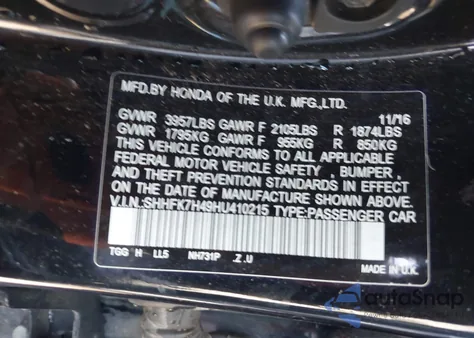 MFD.BY HONDA OF THE U.K. MFG.,LTD.
11/16
GVWR 3957LBS GAWR F 2105LBS R 1874LBS
GVWR 1795KG GAWR F 955KG R 850KG
THIS VEHICLE CONFORMS TO ALL APPLICABLE
FEDERAL MOTOR VEHICLE SAFETY, BUMPER,
AND THEFT PREVENTION STANDARDS IN EFFECT
ON THE DATE OF MANUFACTURE SHOWN ABOVE.
V.I.N.:SHHFK7H49HU410215 TYPE:PASSENGER CAR
TGG H LL5 NH731P .Z.U
MADE IN U.K.
autoSnap